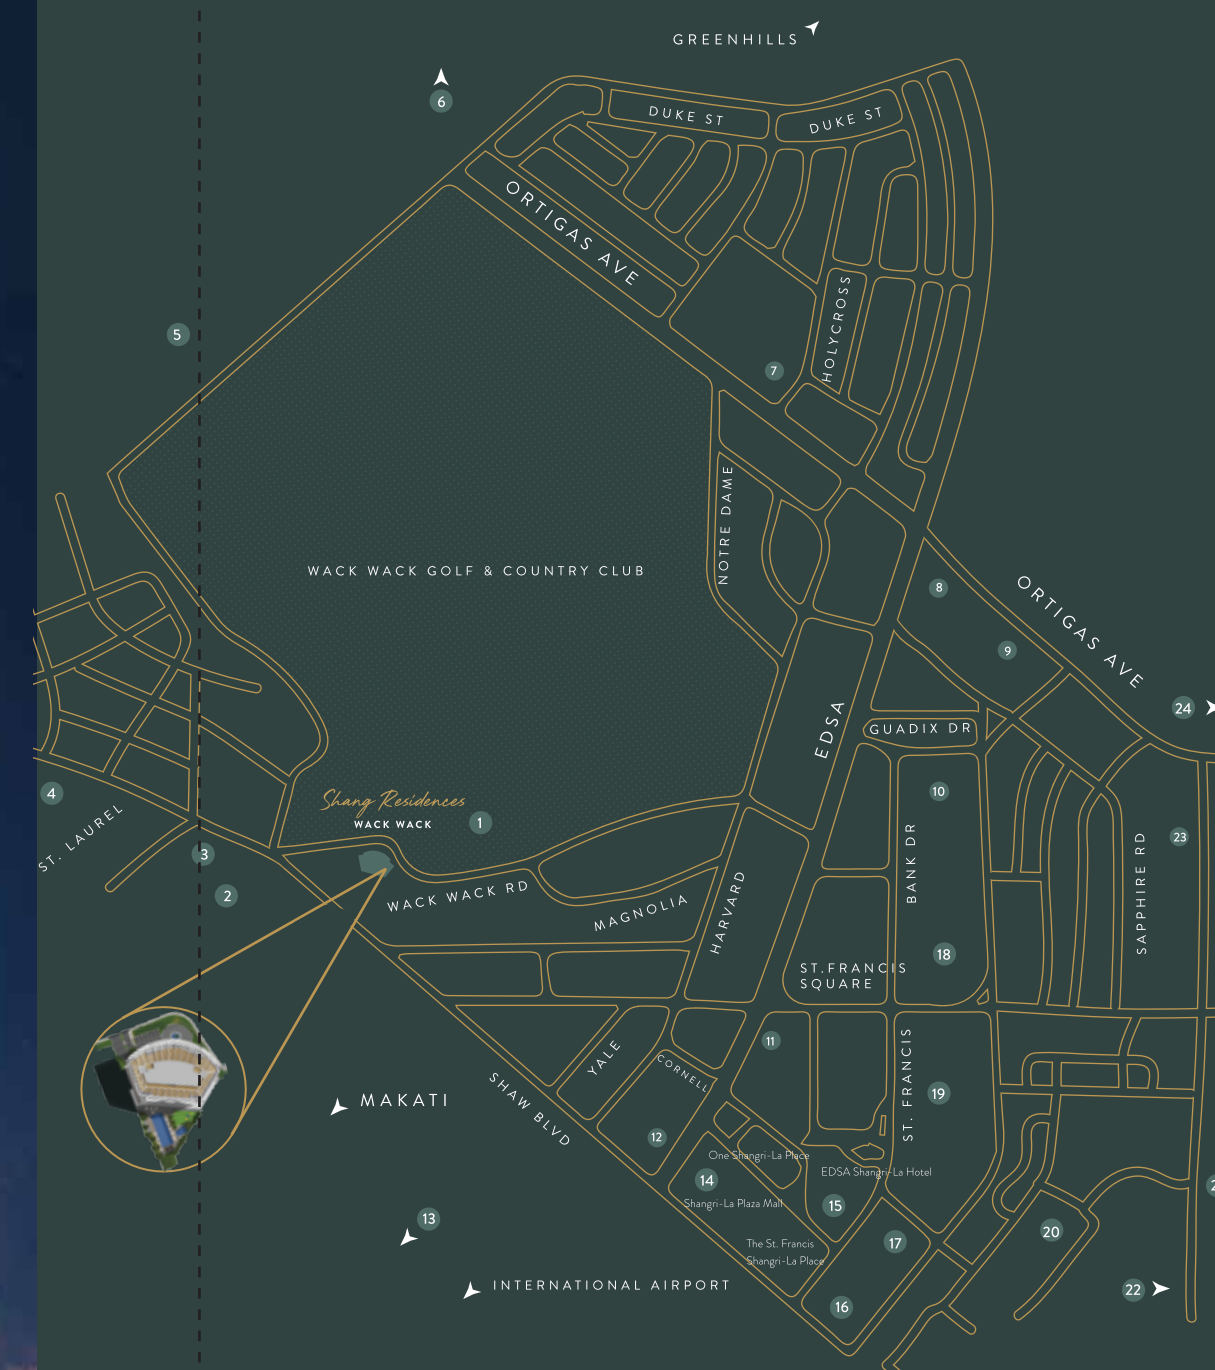 GREENHILLS
6
DUKE ST
DUKE ST
ORTIGAS AVE
HOLYCROSS
5
7
NOTRE DAME
WACK WACK GOLF & COUNTRY CLUB
8
ORTIGAS AVE
9
24
EDSA
GUADIX DR
4
Shang Residences
WACK WACK
1
10
ST. LAUREL
3
BANK DR
SAPPHIRE RD
23
2
WACK WACK RD
MAGNOLIA
HARVARD
18
ST.FRANCIS
SQUARE
11
YALE
CORNELL
ST. FRANCIS
19
MAKATI
SHAW BLVD
12
One Shangri-La Place
EDSA Shangri-La Hotel
14
Shangri-La Plaza Mall
15
13
The St. Francis
Shangri-La Place
17
20
INTERNATIONAL AIRPORT
22
16